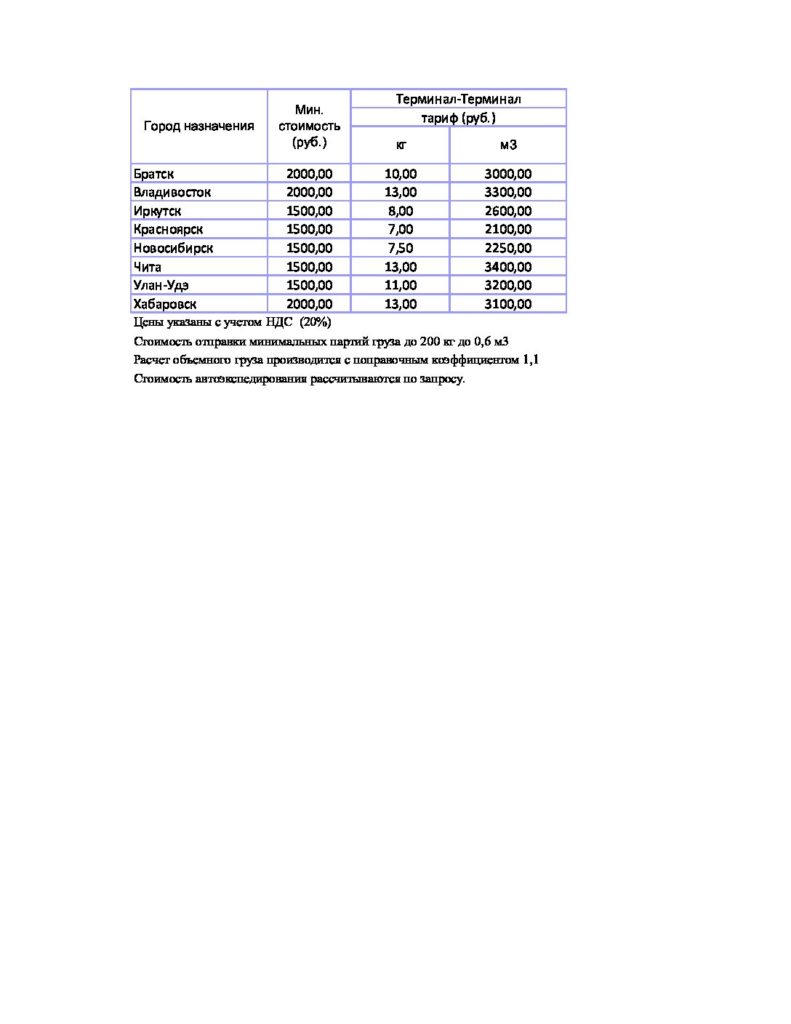 Город назначения
Мин.
стоимость
(руб.)
Терминал-Терминал
тариф (руб.)
кг м3
Братск 2000,00 10,00 3000,00
Владивосток 2000,00 13,00 3300,00
Иркутск 1500,00 8,00 2600,00
Красноярск 1500,00 7,00 2100,00
Новосибирск 1500,00 7,50 2250,00
Чита 1500,00 13,00 3400,00
Улан-Удэ 1500,00 11,00 3200,00
Хабаровск 2000,00 13,00 3100,00
Цены указаны с учетом НДС (20%)
Стоимость отправки минимальных партий груза до 200 кг до 0,6 м3
Расчет объемного груза производится с поправочным коэффициентом 1,1
Стоимость автоэкспедирования рассчитываются по запросу.